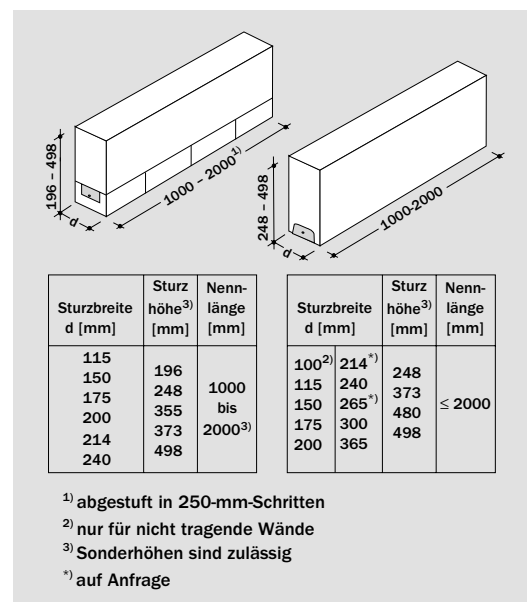 196 – 498
d
1000 – 2000¹⁾
248 – 498
d
1000-2000
Sturzbreite d [mm] Sturz höhe³⁾ [mm] Nenn-länge [mm]
115
150
175
200
214
240
196
248
355
373
498
1000
bis
2000³⁾
Sturzbreite d [mm] Sturz höhe³⁾ [mm] Nenn-länge [mm]
100²⁾ 214*⁾
115 240
150 265*⁾
175 300
200 365
248
373
480
498
≤ 2000
¹⁾ abgestuft in 250-mm-Schritten
²⁾ nur für nicht tragende Wände
³⁾ Sonderhöhen sind zulässig
*⁾ auf Anfrage